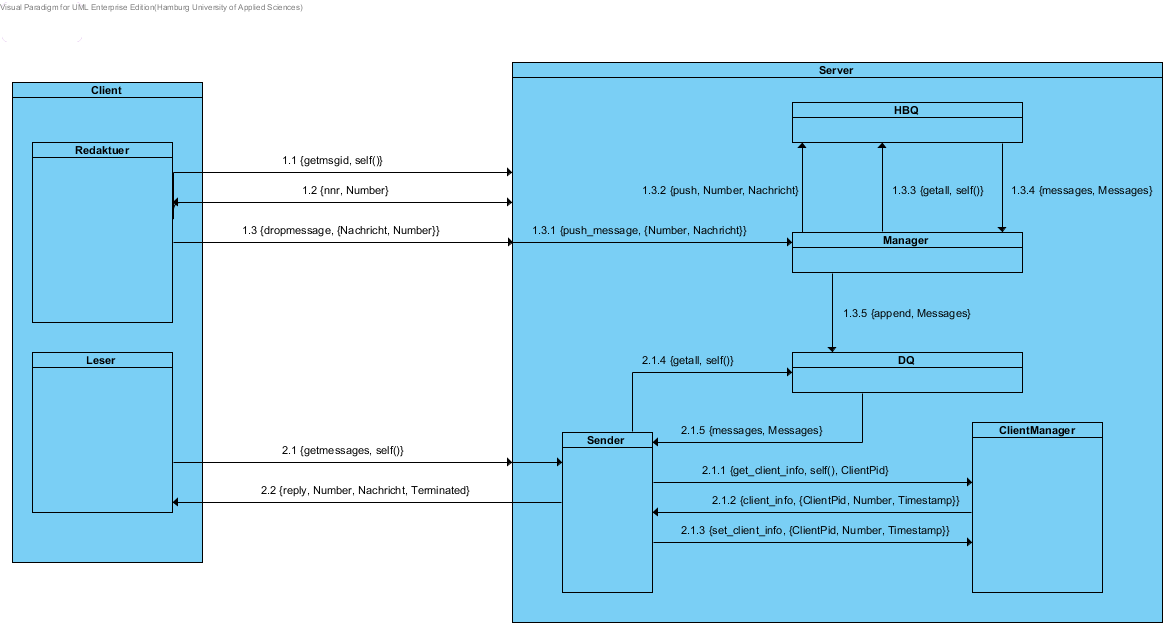 Visual Paradigm for UML Enterprise Edition(Hamburg University of Applied Sciences)
Server
Client
HBQ
Redaktuer
1.1 {getmsgid, self()}
1.2 {nnr, Number}
1.3.2 {push, Number, Nachricht}
1.3.3 {getall, self()}
1.3.4 {messages, Messages}
1.3 {dropmessage, {Nachricht, Number}}
1.3.1 {push_message, {Number, Nachricht}}
Manager
1.3.5 {append, Messages}
Leser
2.1.4 {getall, self()}
DQ
2.1.5 {messages, Messages}
ClientManager
Sender
2.1 {getmessages, self()}
2.1.1 {get_client_info, self(), ClientPid}
2.2 {reply, Number, Nachricht, Terminated}
2.1.2 {client_info, {ClientPid, Number, Timestamp}}
2.1.3 {set_client_info, {ClientPid, Number, Timestamp}}